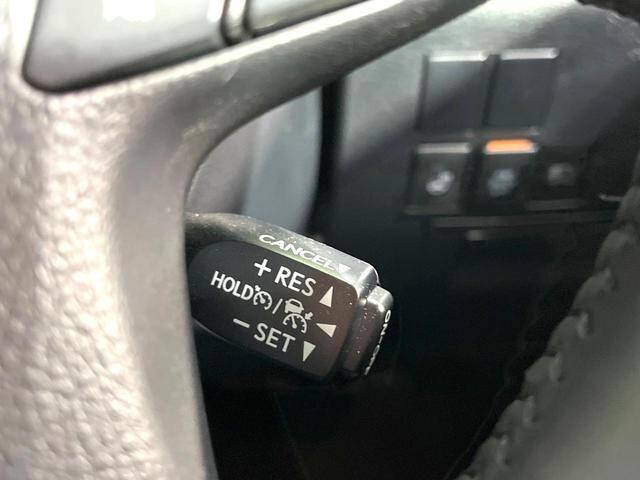 CANCEL▼
+ RES ▲
HOLD / ◀
− SET ▼